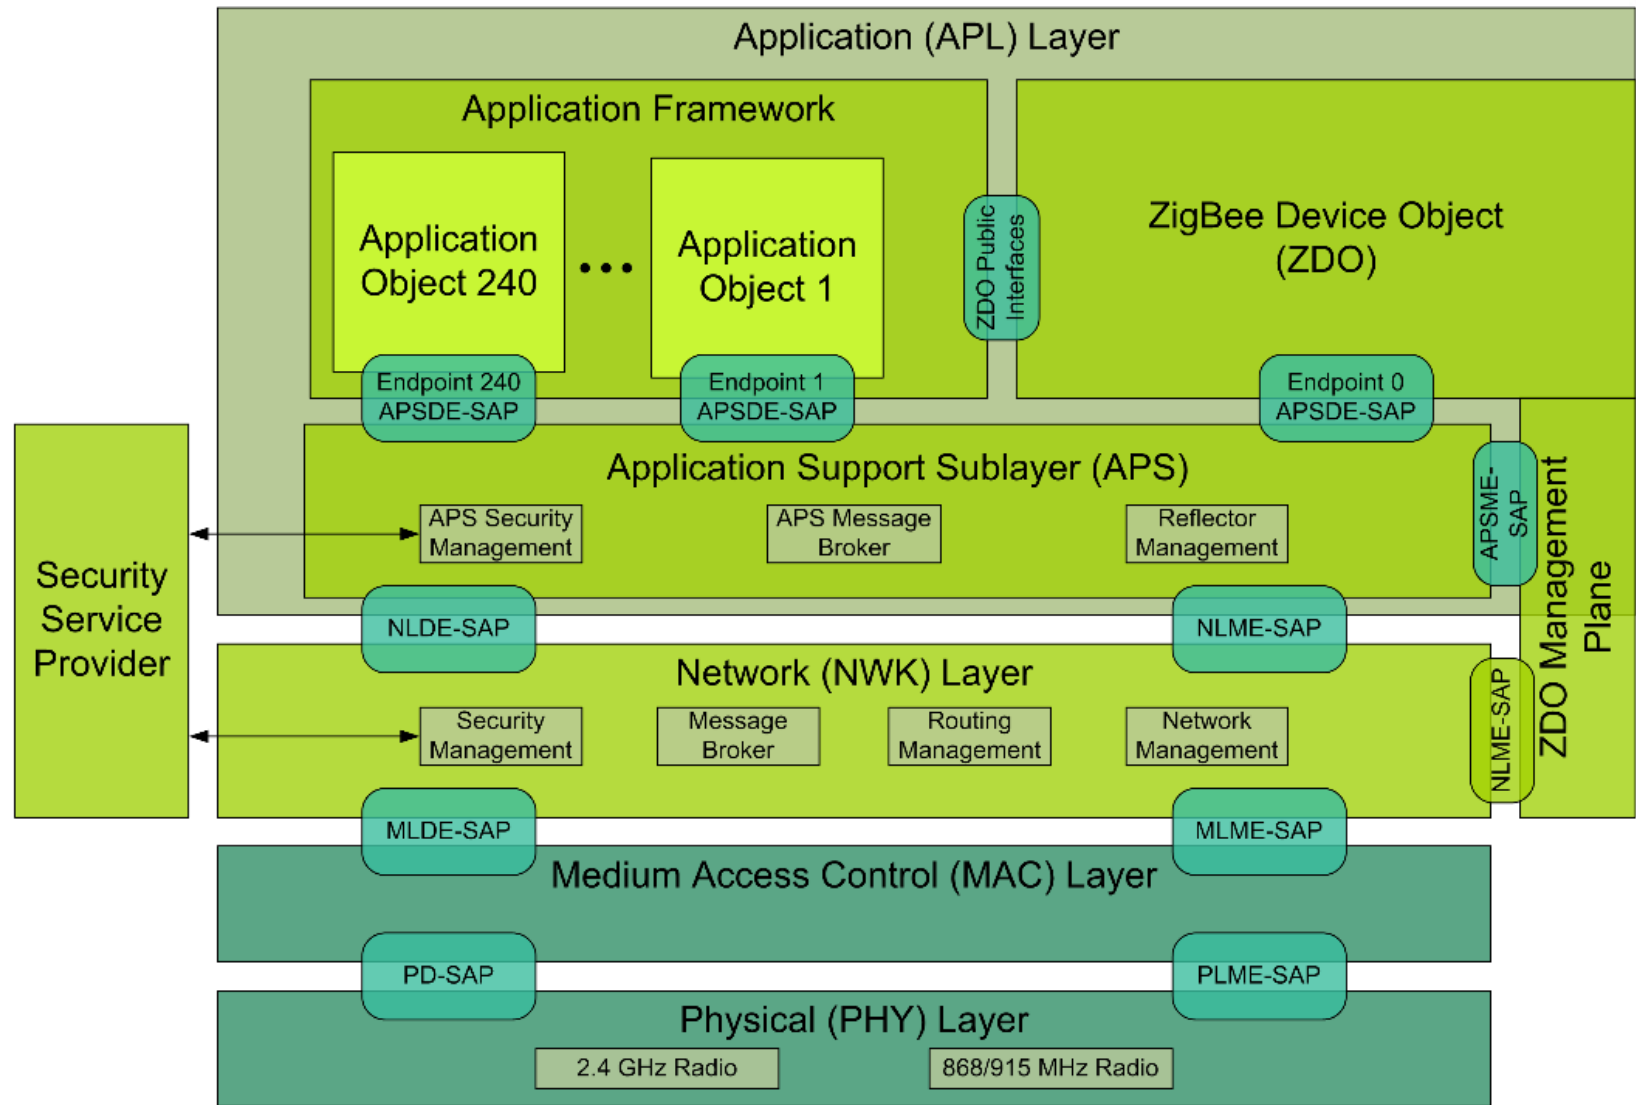 Application (APL) Layer
Application Framework
Application
Object 240
Application
Object 1
ZDO Public
Interfaces
ZigBee Device Object
(ZDO)
Endpoint 240
APSDE-SAP
Endpoint 1
APSDE-SAP
Endpoint 0
APSDE-SAP
Application Support Sublayer (APS)
APS Security
Management
APS Message
Broker
Reflector
Management
APSME-
SAP
Security
Service
Provider
ZDO Management
Plane
NLDE-SAP
NLME-SAP
Network (NWK) Layer
Security
Management
Message
Broker
Routing
Management
Network
Management
NLME-SAP
MLDE-SAP
MLME-SAP
Medium Access Control (MAC) Layer
PD-SAP
PLME-SAP
Physical (PHY) Layer
2.4 GHz Radio
868/915 MHz Radio